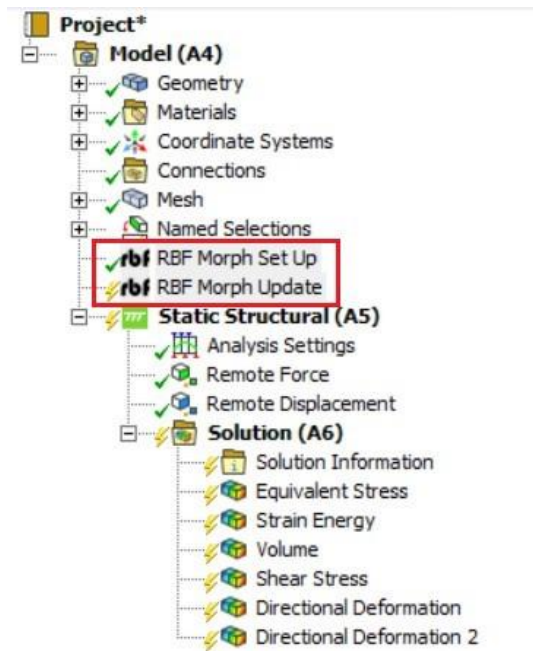 Project*
Model (A4)
Geometry
Materials
Coordinate Systems
Connections
Mesh
Named Selections
rbf RBF Morph Set Up
rbf RBF Morph Update
Static Structural (A5)
Analysis Settings
Remote Force
Remote Displacement
Solution (A6)
Solution Information
Equivalent Stress
Strain Energy
Volume
Shear Stress
Directional Deformation
Directional Deformation 2